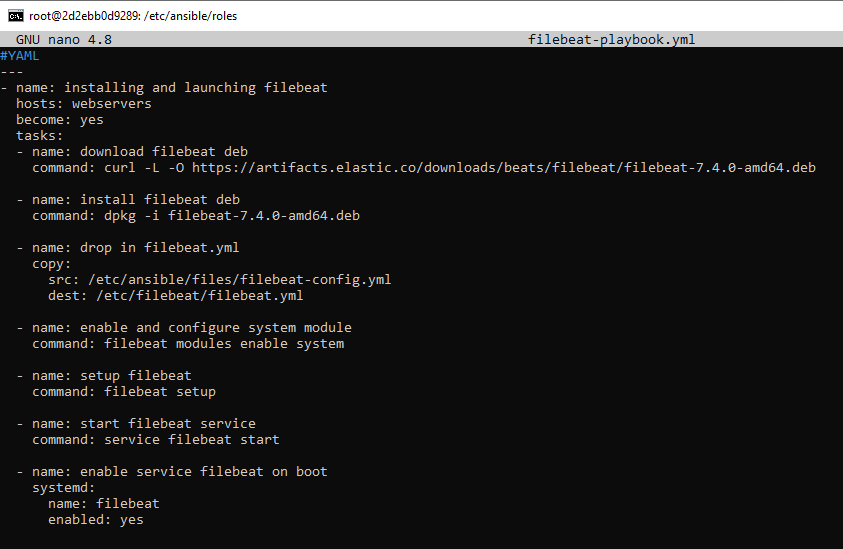 root@2d2ebb0d9289: /etc/ansible/roles
GNU nano 4.8 filebeat-playbook.yml
#YAML
---
- name: installing and launching filebeat
  hosts: webservers
  become: yes
  tasks:
  - name: download filebeat deb
    command: curl -L -O https://artifacts.elastic.co/downloads/beats/filebeat/filebeat-7.4.0-amd64.deb

  - name: install filebeat deb
    command: dpkg -i filebeat-7.4.0-amd64.deb

  - name: drop in filebeat.yml
    copy:
      src: /etc/ansible/files/filebeat-config.yml
      dest: /etc/filebeat/filebeat.yml

  - name: enable and configure system module
    command: filebeat modules enable system

  - name: setup filebeat
    command: filebeat setup

  - name: start filebeat service
    command: service filebeat start

  - name: enable service filebeat on boot
    systemd:
      name: filebeat
      enabled: yes